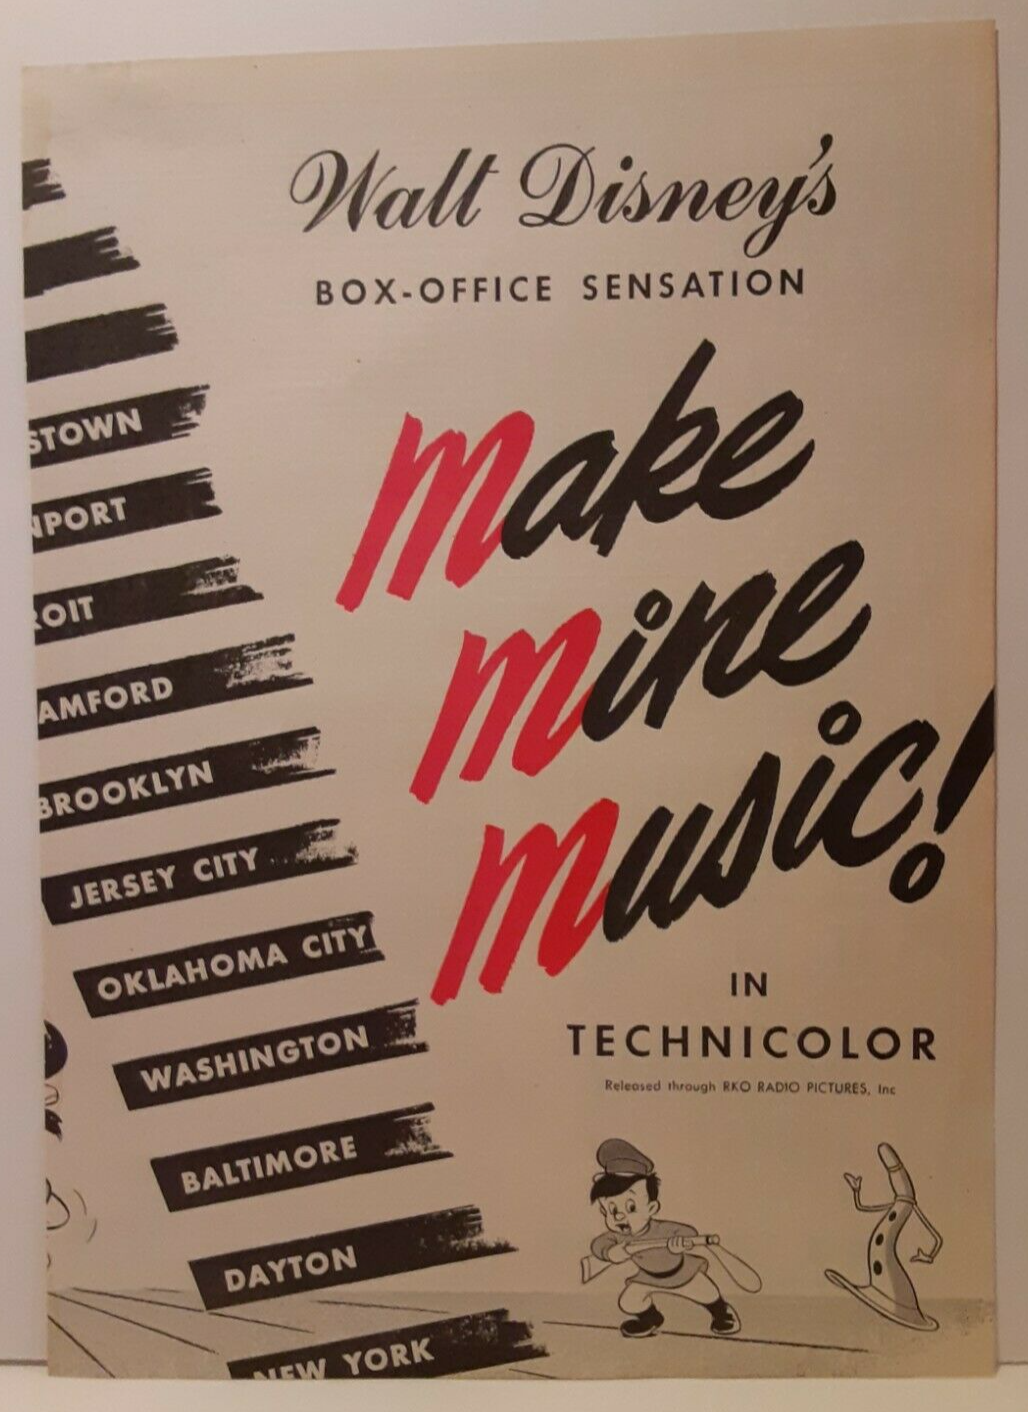 Walt Disney's
BOX-OFFICE SENSATION
Make
Mine
Music!
IN
TECHNICOLOR
Released through RKO RADIO PICTURES, Inc
STOWN
NPORT
ROIT
AMFORD
BROOKLYN
JERSEY CITY
OKLAHOMA CITY
WASHINGTON
BALTIMORE
DAYTON
NEW YORK